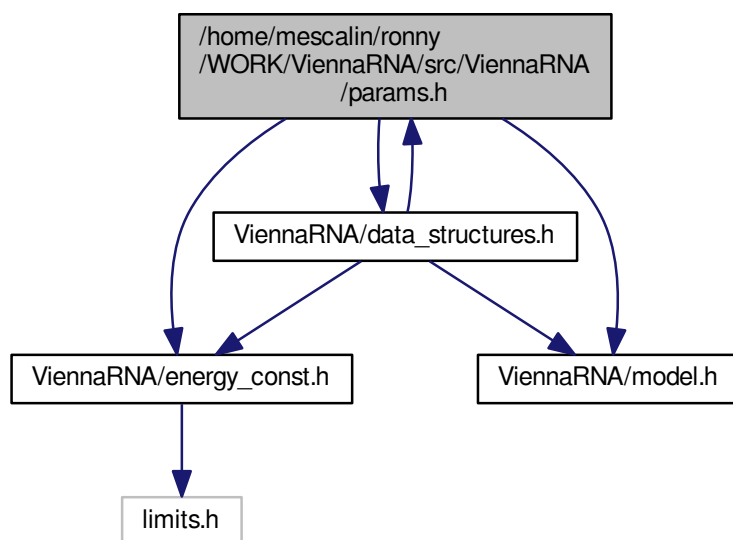 /home/mescalin/ronny
/WORK/ViennaRNA/src/ViennaRNA
/params.h
ViennaRNA/data_structures.h
ViennaRNA/energy_const.h
ViennaRNA/model.h
limits.h